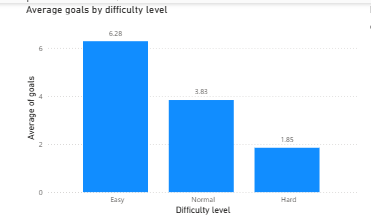 Average goals by difficulty level
6.28
6
3.83
4
1.85
2
0
Average of goals
Easy Normal Hard
Difficulty level